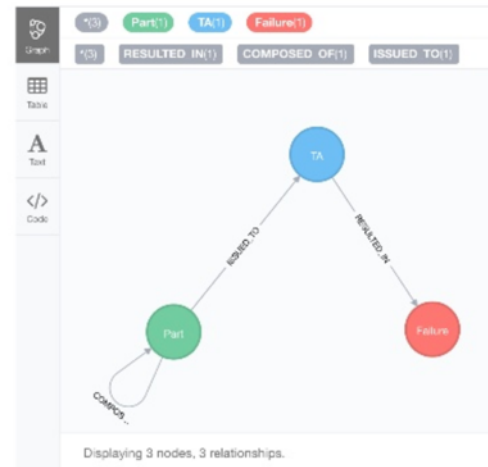 *(3) Part(1) TA(1) Failure(1)
Graph
*(3) RESULTED_IN(1) COMPOSED_OF(1) ISSUED_TO(1)
Table
A
Text
</>
Code
TA
ISSUED_TO
RESULTED_IN
Part
Failure
COMPOS...
Displaying 3 nodes, 3 relationships.